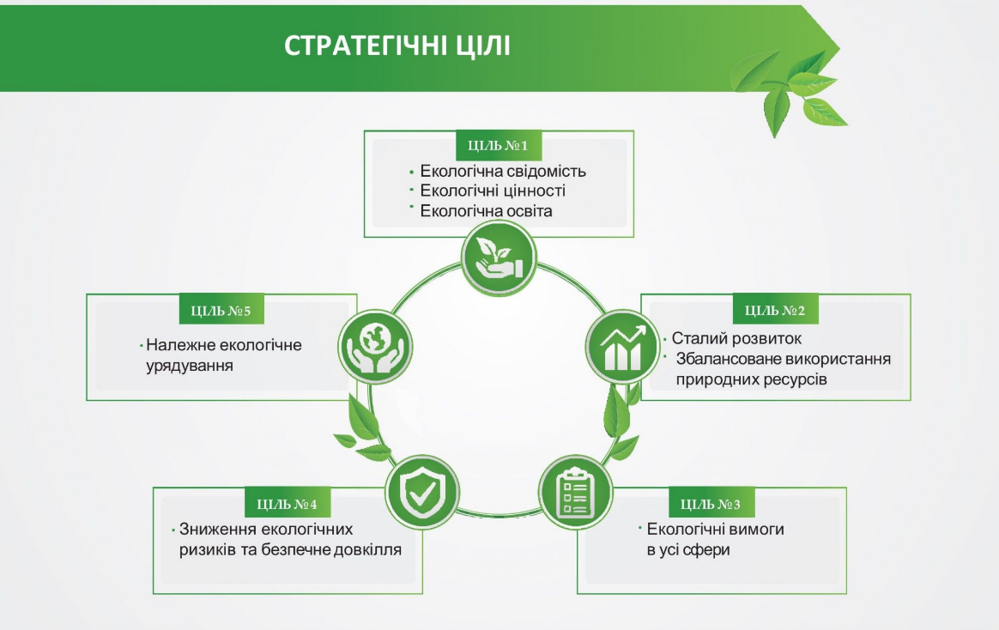 СТРАТЕГІЧНІ ЦІЛІ
ЦІЛЬ №1
• Екологічна свідомість
• Екологічні цінності
• Екологічна освіта
ЦІЛЬ №5
• Належне екологічне
урядування
ЦІЛЬ №2
• Сталий розвиток
• Збалансоване використання
природних ресурсів
ЦІЛЬ №4
• Зниження екологічних
ризиків та безпечне довкілля
ЦІЛЬ №3
• Екологічні вимоги
в усі сфери